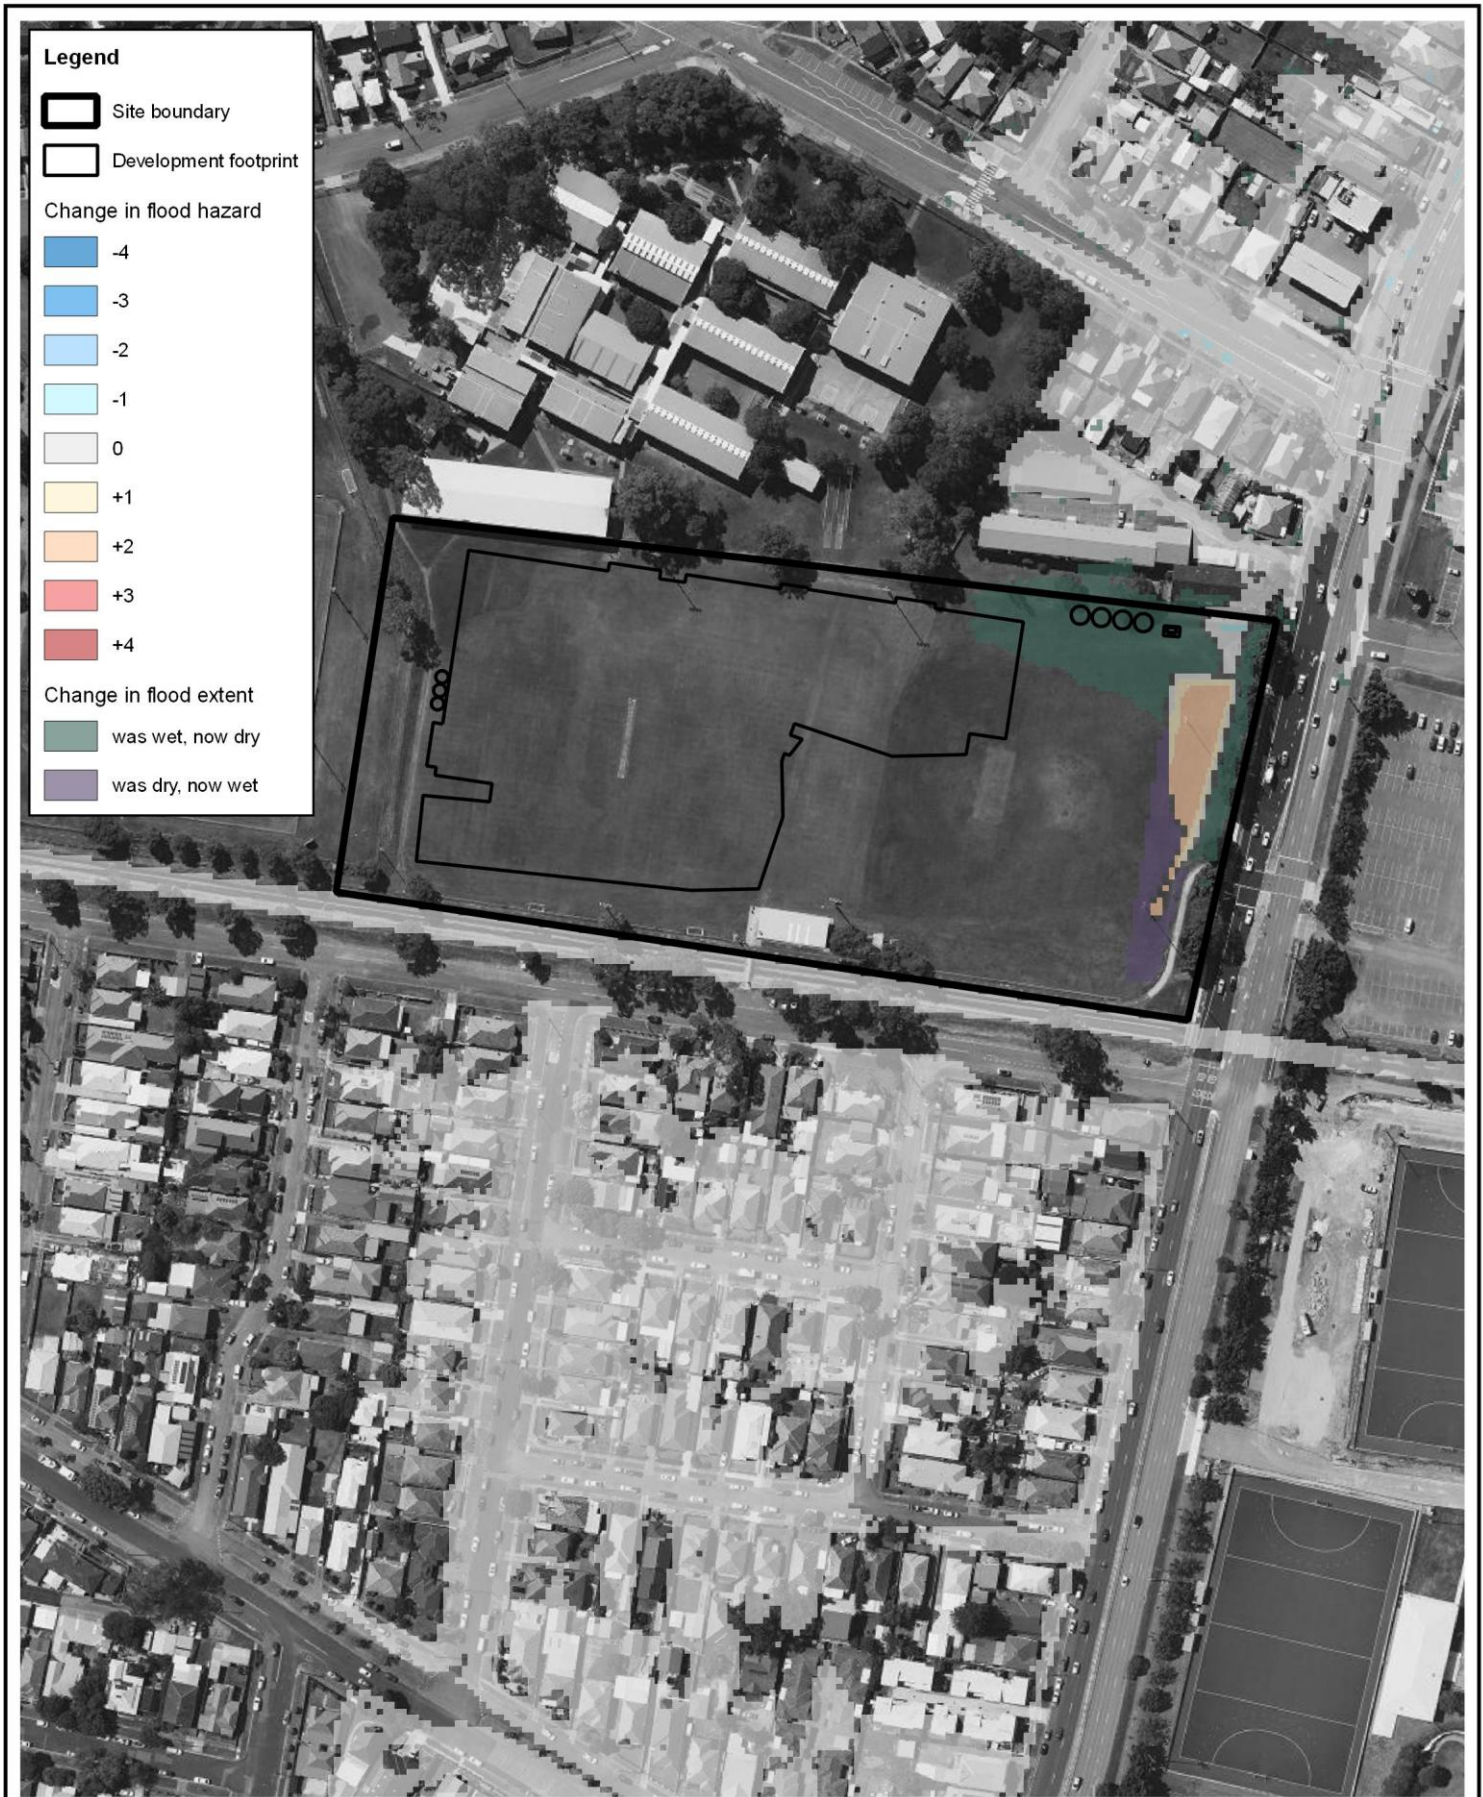 Legend
Site boundary
Development footprint
Change in flood hazard
-4
-3
-2
-1
0
+1
+2
+3
+4
Change in flood extent
was wet, now dry
was dry, now wet